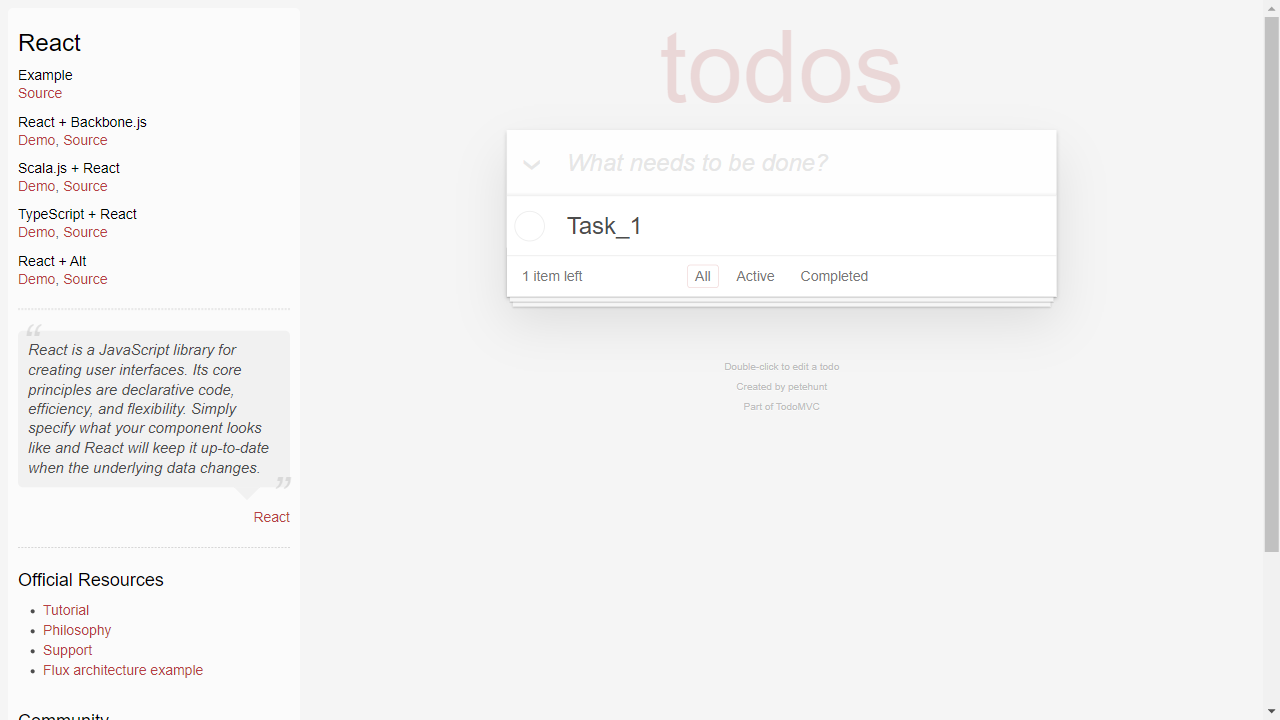 React
Example
Source
React + Backbone.js
Demo, Source
Scala.js + React
Demo, Source
TypeScript + React
Demo, Source
React + Alt
Demo, Source
“
React is a JavaScript library for
creating user interfaces. Its core
principles are declarative code,
efficiency, and flexibility. Simply
specify what your component looks
like and React will keep it up-to-date
when the underlying data changes.
”
React
Official Resources
• Tutorial
• Philosophy
• Support
• Flux architecture example
Community
todos
What needs to be done?
Task_1
1 item left All Active Completed
Double-click to edit a todo
Created by petehunt
Part of TodoMVC